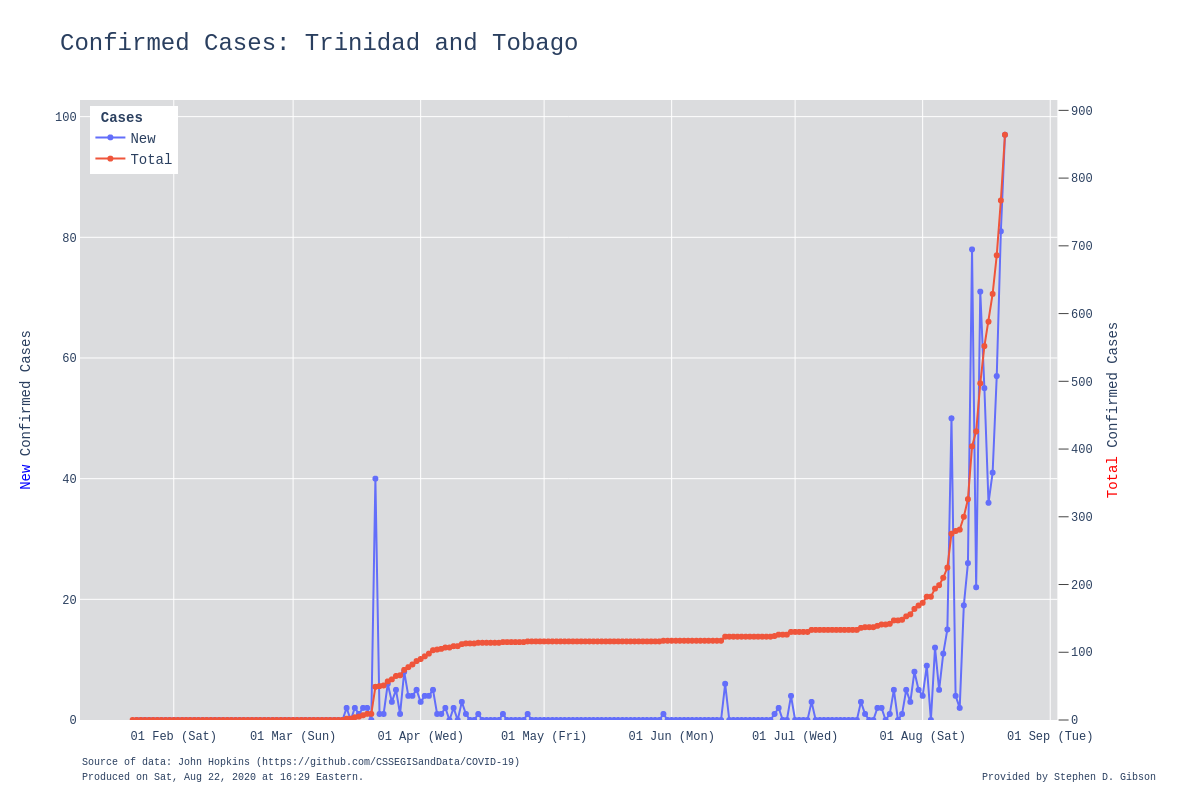 Confirmed Cases: Trinidad and Tobago
Cases
New
Total
100
80
60
40
20
0
900
800
700
600
500
400
300
200
100
0
New Confirmed Cases
Total Confirmed Cases
01 Feb (Sat)
01 Mar (Sun)
01 Apr (Wed)
01 May (Fri)
01 Jun (Mon)
01 Jul (Wed)
01 Aug (Sat)
01 Sep (Tue)
Source of data: John Hopkins (https://github.com/CSSEGISandData/COVID-19)
Produced on Sat, Aug 22, 2020 at 16:29 Eastern.
Provided by Stephen D. Gibson